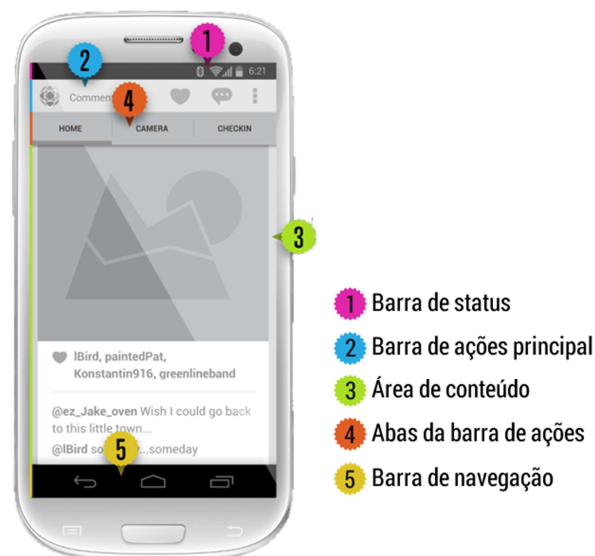 1
6:21
2
Commen
4
HOME CAMERA CHECKIN
3
lBird, paintedPat,
Konstantin916, greenlineband
@ez_Jake_oven Wish I could go back
to this little town...
@lBird so ...someday
5
1 Barra de status
2 Barra de ações principal
3 Área de conteúdo
4 Abas da barra de ações
5 Barra de navegação